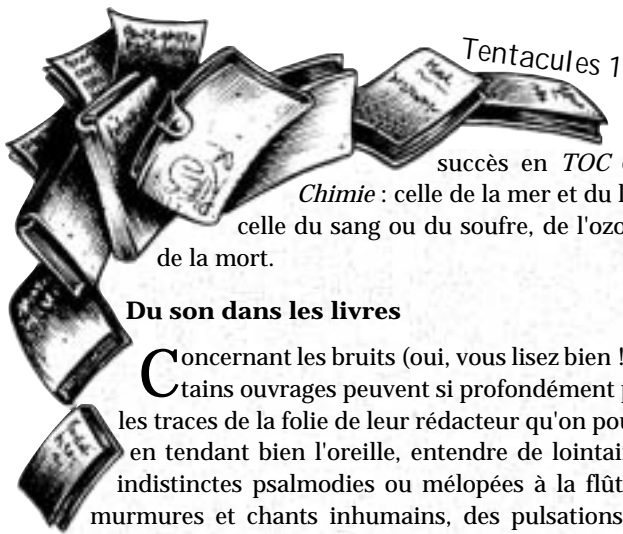 Tentacules 1
succès en TOC
Chimie : celle de la mer et du
celle du sang ou du soufre, de l'ozo
de la mort.
Du son dans les livres
Concernant les bruits (oui, vous lisez bien !
tains ouvrages peuvent si profondément
les traces de la folie de leur rédacteur qu'on pou
en tendant bien l'oreille, entendre de lointai
indistinctes psalmodies ou mélopées à la flût
murmures et chants inhumains, des pulsations